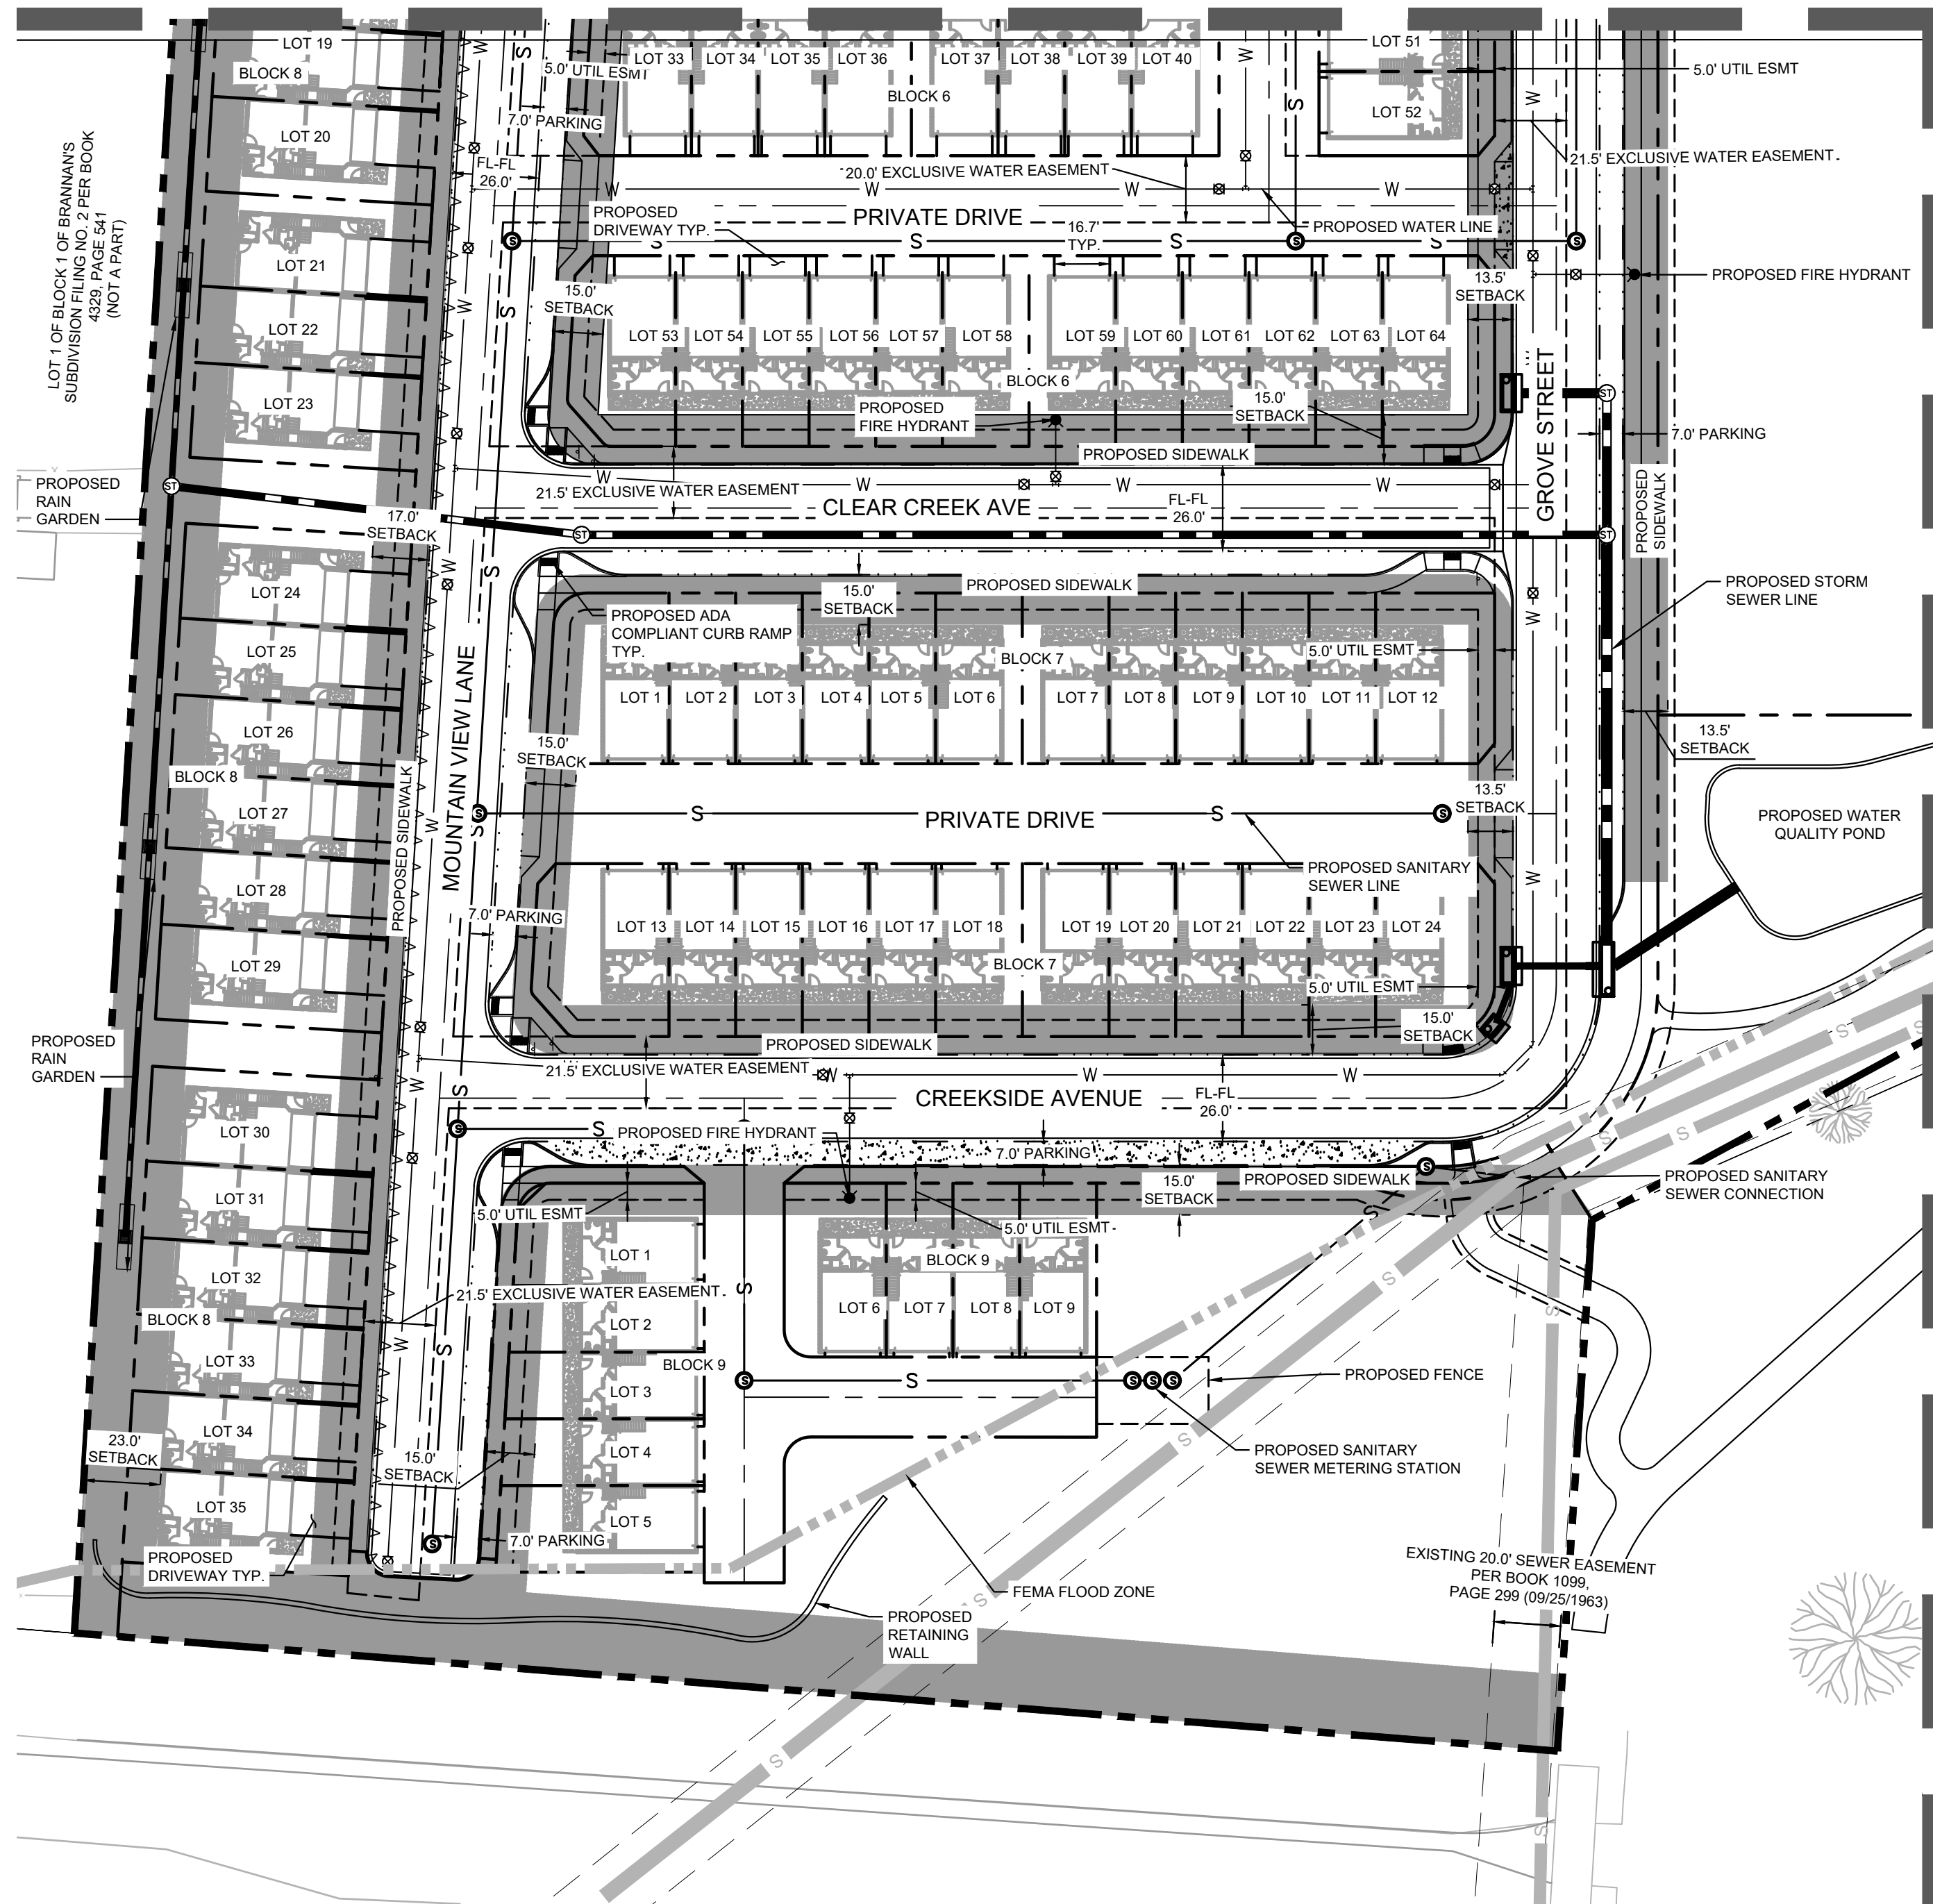 LOT 19
BLOCK 8
LOT 20
LOT 21
LOT 22
LOT 23
LOT 1 OF BLOCK 1 OF BRANNAN'S
SUBDIVISION FILING NO. 2 PER BOOK
4329, PAGE 541
(NOT A PART)
5.0' UTIL ESMT
7.0' PARKING
FL-FL
26.0'
LOT 33
LOT 34
LOT 35
LOT 36
BLOCK 6
LOT 37
LOT 38
LOT 39
LOT 40
LOT 51
LOT 52
5.0' UTIL ESMT
21.5' EXCLUSIVE WATER EASEMENT
20.0' EXCLUSIVE WATER EASEMENT
PRIVATE DRIVE
PROPOSED
DRIVEWAY TYP.
16.7'
TYP.
PROPOSED WATER LINE
PROPOSED FIRE HYDRANT
15.0'
SETBACK
13.5'
SETBACK
LOT 53
LOT 54
LOT 55
LOT 56
LOT 57
LOT 58
LOT 59
LOT 60
LOT 61
LOT 62
LOT 63
LOT 64
BLOCK 6
PROPOSED
FIRE HYDRANT
15.0'
SETBACK
PROPOSED SIDEWALK
GROVE STREET
7.0' PARKING
PROPOSED
SIDEWALK
PROPOSED
RAIN
GARDEN
17.0'
SETBACK
21.5' EXCLUSIVE WATER EASEMENT
CLEAR CREEK AVE
FL-FL
26.0'
ST
ST
ST
ST
PROPOSED STORM
SEWER LINE
15.0'
SETBACK
PROPOSED SIDEWALK
PROPOSED ADA
COMPLIANT CURB RAMP
TYP.
BLOCK 7
5.0' UTIL ESMT
LOT 24
LOT 25
LOT 26
BLOCK 8
LOT 27
LOT 28
LOT 29
PROPOSED SIDEWALK
MOUNTAIN VIEW LANE
LOT 1
LOT 2
LOT 3
LOT 4
LOT 5
LOT 6
LOT 7
LOT 8
LOT 9
LOT 10
LOT 11
LOT 12
15.0'
SETBACK
13.5'
SETBACK
13.5'
SETBACK
PRIVATE DRIVE
PROPOSED WATER
QUALITY POND
PROPOSED SANITARY
SEWER LINE
7.0' PARKING
LOT 13
LOT 14
LOT 15
LOT 16
LOT 17
LOT 18
LOT 19
LOT 20
LOT 21
LOT 22
LOT 23
LOT 24
BLOCK 7
5.0' UTIL ESMT
15.0'
SETBACK
PROPOSED SIDEWALK
PROPOSED
RAIN
GARDEN
21.5' EXCLUSIVE WATER EASEMENT
CREEKSIDE AVENUE
FL-FL
26.0'
LOT 30
LOT 31
LOT 32
BLOCK 8
LOT 33
LOT 34
LOT 35
PROPOSED FIRE HYDRANT
7.0' PARKING
15.0'
SETBACK
PROPOSED SIDEWALK
PROPOSED SANITARY
SEWER CONNECTION
5.0' UTIL ESMT
5.0' UTIL ESMT
LOT 1
LOT 2
LOT 3
LOT 4
LOT 5
BLOCK 9
BLOCK 9
LOT 6
LOT 7
LOT 8
LOT 9
21.5' EXCLUSIVE WATER EASEMENT
PROPOSED FENCE
PROPOSED SANITARY
SEWER METERING STATION
23.0'
SETBACK
15.0'
SETBACK
7.0' PARKING
PROPOSED
DRIVEWAY TYP.
FEMA FLOOD ZONE
PROPOSED
RETAINING
WALL
EXISTING 20.0' SEWER EASEMENT
PER BOOK 1099,
PAGE 299 (09/25/1963)